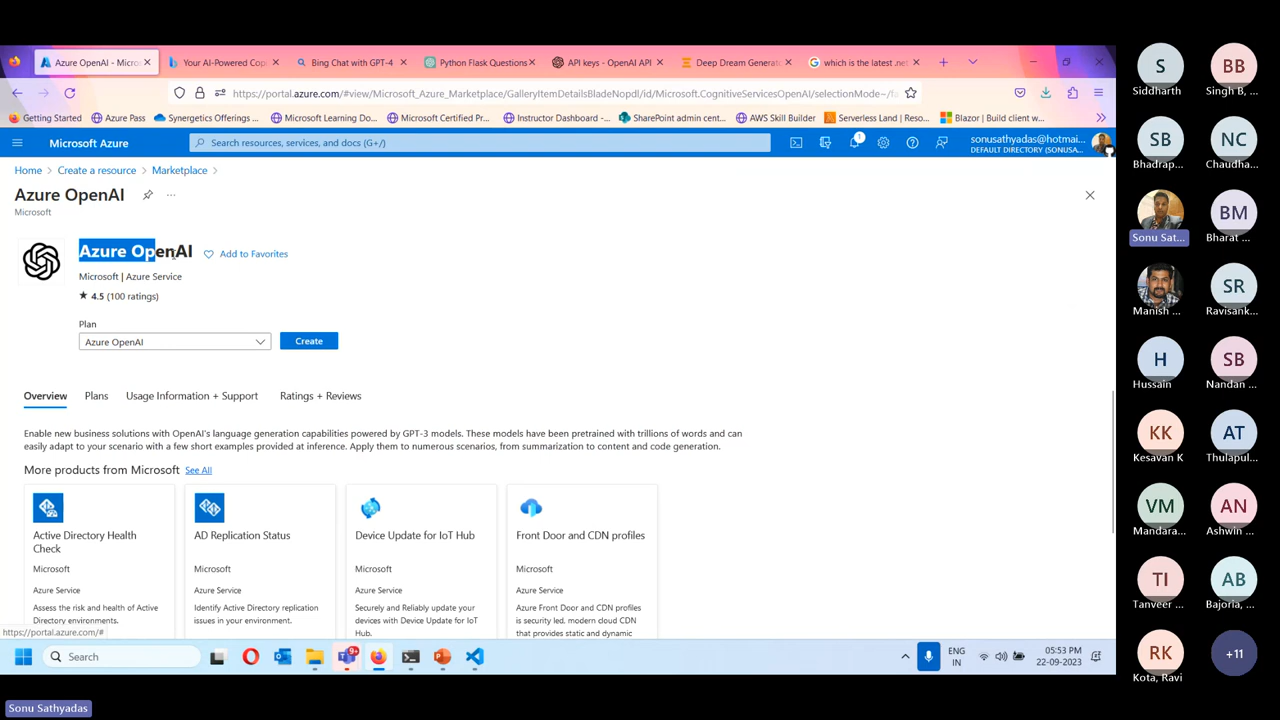 Azure OpenAI - Micros
Your AI-Powered Cop
Bing Chat with GPT-4
Python Flask Questions
API keys - OpenAI API
Deep Dream Generat
which is the latest .net
https://portal.azure.com/#view/Microsoft_Azure_Marketplace/GalleryItemDetailsBladeNopdl/id/Microsoft.CognitiveServicesOpenAI/selectionMode~/fa
Getting Started
Azure Pass
Synergetics Offerings ...
Microsoft Learning Do...
Microsoft Certified Pr...
Instructor Dashboard -...
SharePoint admin cent...
AWS Skill Builder
Serverless Land | Reso...
Blazor | Build client w...
Microsoft Azure
Search resources, services, and docs (G+/)
1
sonusathyadas@hotmai...
DEFAULT DIRECTORY (SONUSA...
Home > Create a resource > Marketplace >
Azure OpenAI
...
Microsoft
Azure OpenAI
Add to Favorites
Microsoft | Azure Service
★ 4.5 (100 ratings)
Plan
Azure OpenAI
Create
Overview
Plans
Usage Information + Support
Ratings + Reviews
Enable new business solutions with OpenAI's language generation capabilities powered by GPT-3 models. These models have been pretrained with trillions of words and can
easily adapt to your scenario with a few short examples provided at inference. Apply them to numerous scenarios, from summarization to content and code generation.
More products from Microsoft See All
Active Directory Health
Check
Microsoft
Azure Service
Assess the risk and health of Active
Directory environments.
AD Replication Status
Microsoft
Azure Service
Identify Active Directory replication
issues in your environment.
Device Update for IoT Hub
Microsoft
Azure Service
Securely and Reliably update your
devices with Device Update for IoT
Hub.
Front Door and CDN profiles
Microsoft
Azure Service
Azure Front Door and CDN profiles
is security led, modern cloud CDN
that provides static and dynamic
https://portal.azure.com/#
Search
9+
ENG
IN
05:53 PM
22-09-2023
S
Siddharth
BB
Singh B, ...
SB
Bhadrap...
NC
Chaudha...
Sonu Sat...
BM
Bharat ...
Manish ...
SR
Ravisank...
H
Hussain
SB
Nandan ...
KK
Kesavan K
AT
Thulapul...
VM
Mandara...
AN
Ashwin ...
TI
Tanveer ...
AB
Bajoria, ...
RK
Kota, Ravi
+11
Sonu Sathyadas